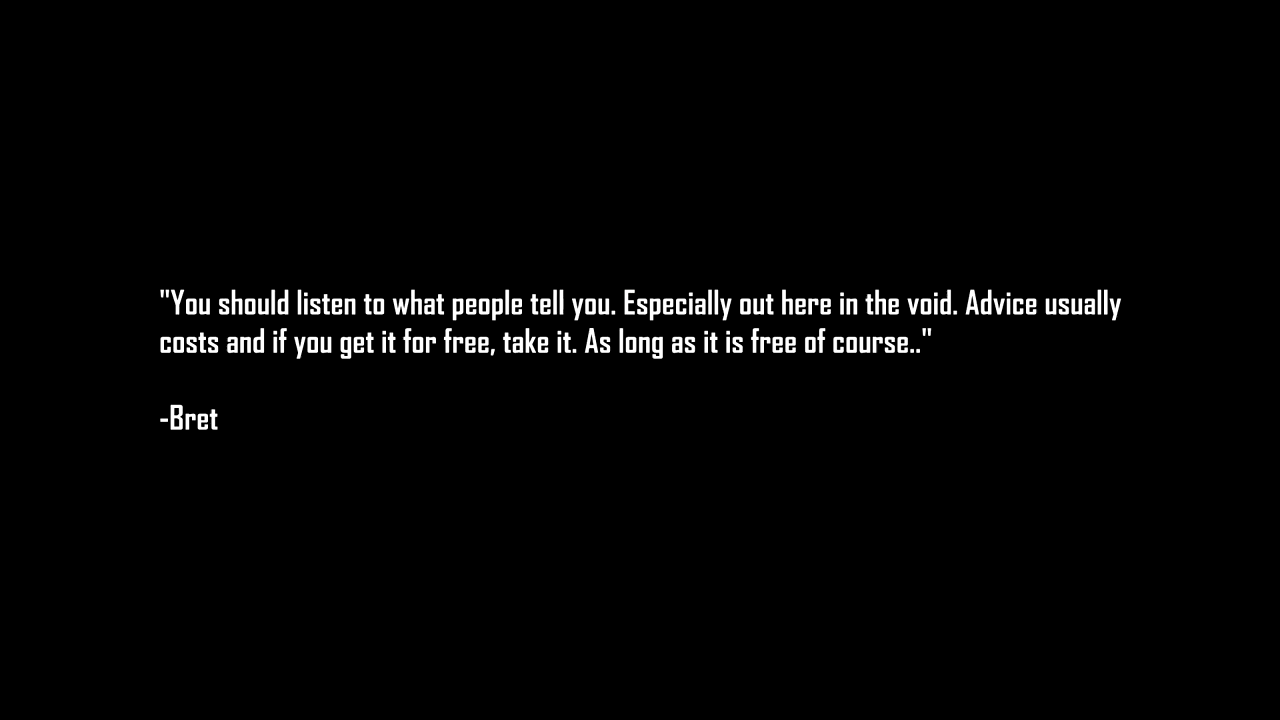 "You should listen to what people tell you. Especially out here in the void. Advice usually
costs and if you get it for free, take it. As long as it is free of course.."
-Bret